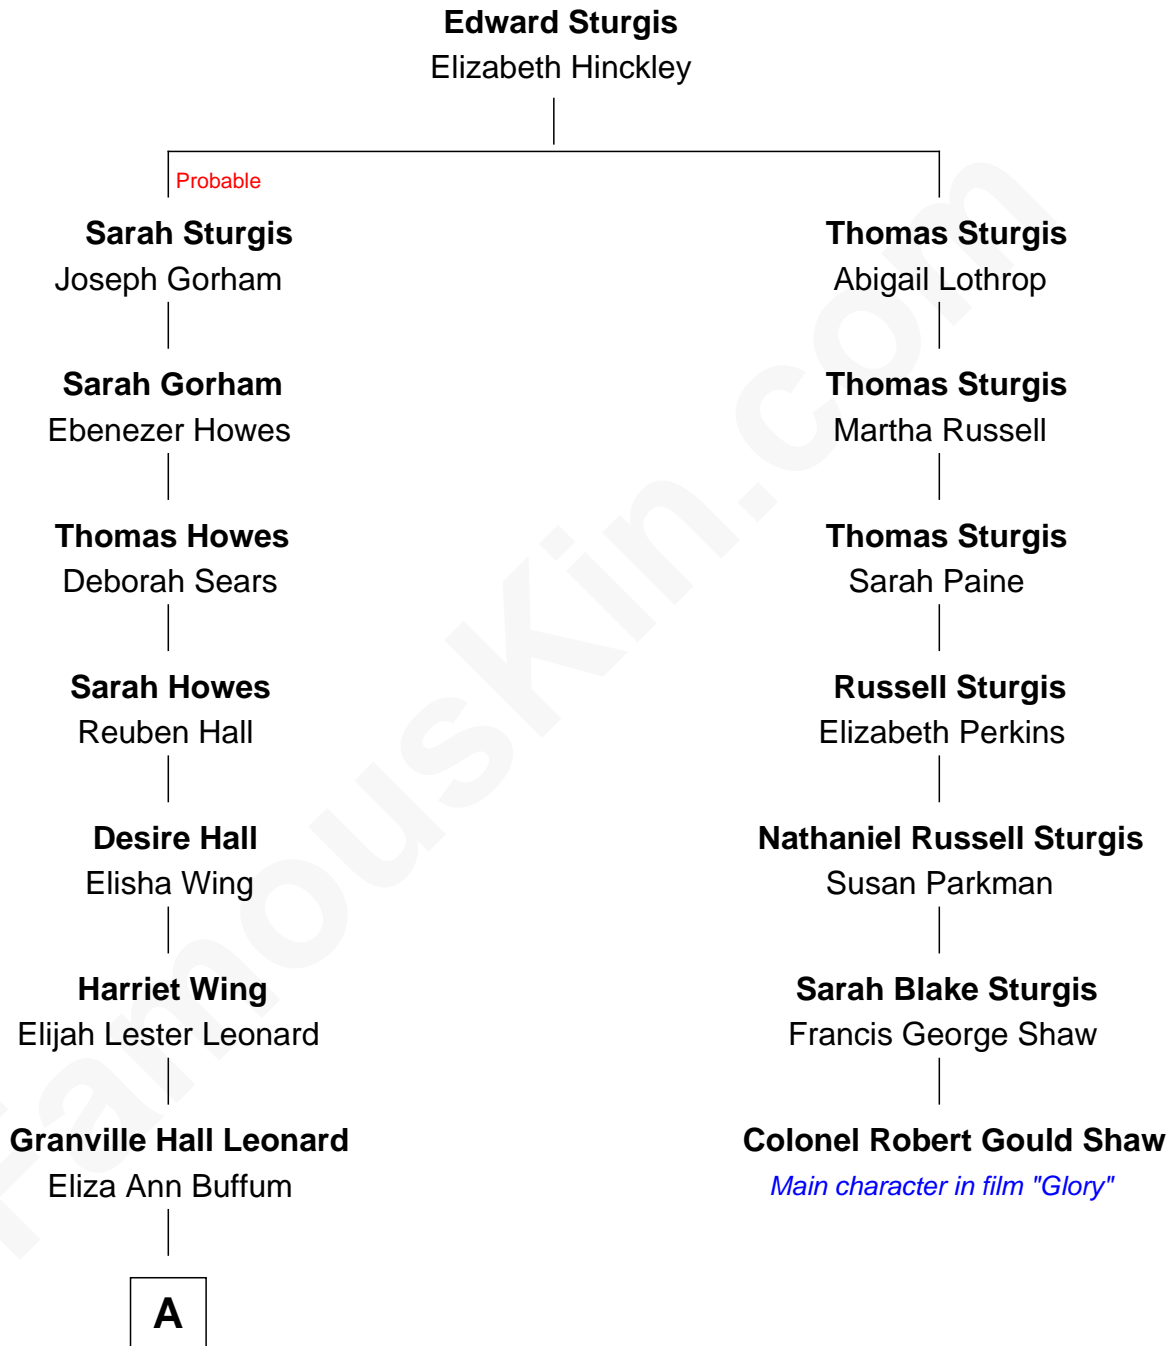 Edward Sturgis
Elizabeth Hinckley
Probable
Sarah Sturgis
Joseph Gorham
Thomas Sturgis
Abigail Lothrop
Sarah Gorham
Ebenezer Howes
Thomas Sturgis
Martha Russell
Thomas Howes
Deborah Sears
Thomas Sturgis
Sarah Paine
Sarah Howes
Reuben Hall
Russell Sturgis
Elizabeth Perkins
Desire Hall
Elisha Wing
Nathaniel Russell Sturgis
Susan Parkman
Harriet Wing
Elijah Lester Leonard
Sarah Blake Sturgis
Francis George Shaw
Granville Hall Leonard
Eliza Ann Buffum
Colonel Robert Gould Shaw
Main character in film "Glory"
A
FamousKin.com